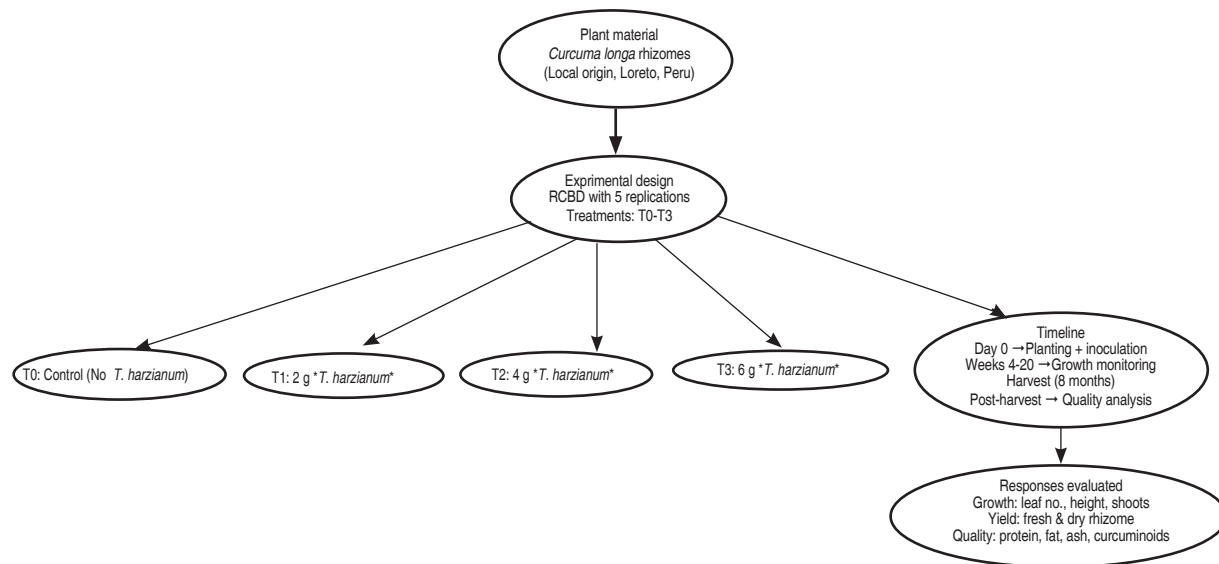 Plant material
Curcuma longa rhizomes
(Local origin, Loreto, Peru)
Exprimental design
RCBD with 5 replications
Treatments: T0-T3
T0: Control (No T. harzianum)
T1: 2 g *T. harzianum*
T2: 4 g *T. harzianum*
T3: 6 g *T. harzianum*
Timeline
Day 0 →Planting + inoculation
Weeks 4-20 →Growth monitoring
Harvest (8 months)
Post-harvest → Quality analysis
Responses evaluated
Growth: leaf no., height, shoots
Yield: fresh & dry rhizome
Quality: protein, fat, ash, curcuminoids